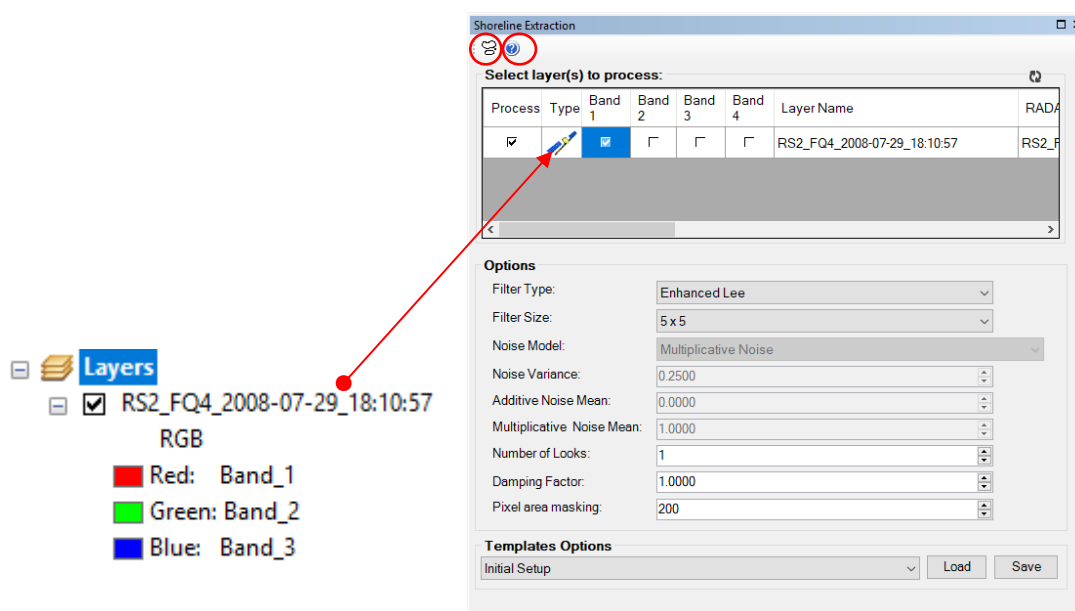 Shoreline Extraction
Select layer(s) to process:
Process Type Band 1 Band 2 Band 3 Band 4 Layer Name RADA
RS2_FQ4_2008-07-29_18:10:57 RS2_F
Options
Filter Type: Enhanced Lee
Filter Size: 5 x 5
Noise Model: Multiplicative Noise
Noise Variance: 0.2500
Additive Noise Mean: 0.0000
Multiplicative Noise Mean: 1.0000
Number of Looks: 1
Damping Factor: 1.0000
Pixel area masking: 200
Templates Options
Initial Setup Load Save
Layers
RS2_FQ4_2008-07-29_18:10:57
RGB
Red: Band_1
Green: Band_2
Blue: Band_3